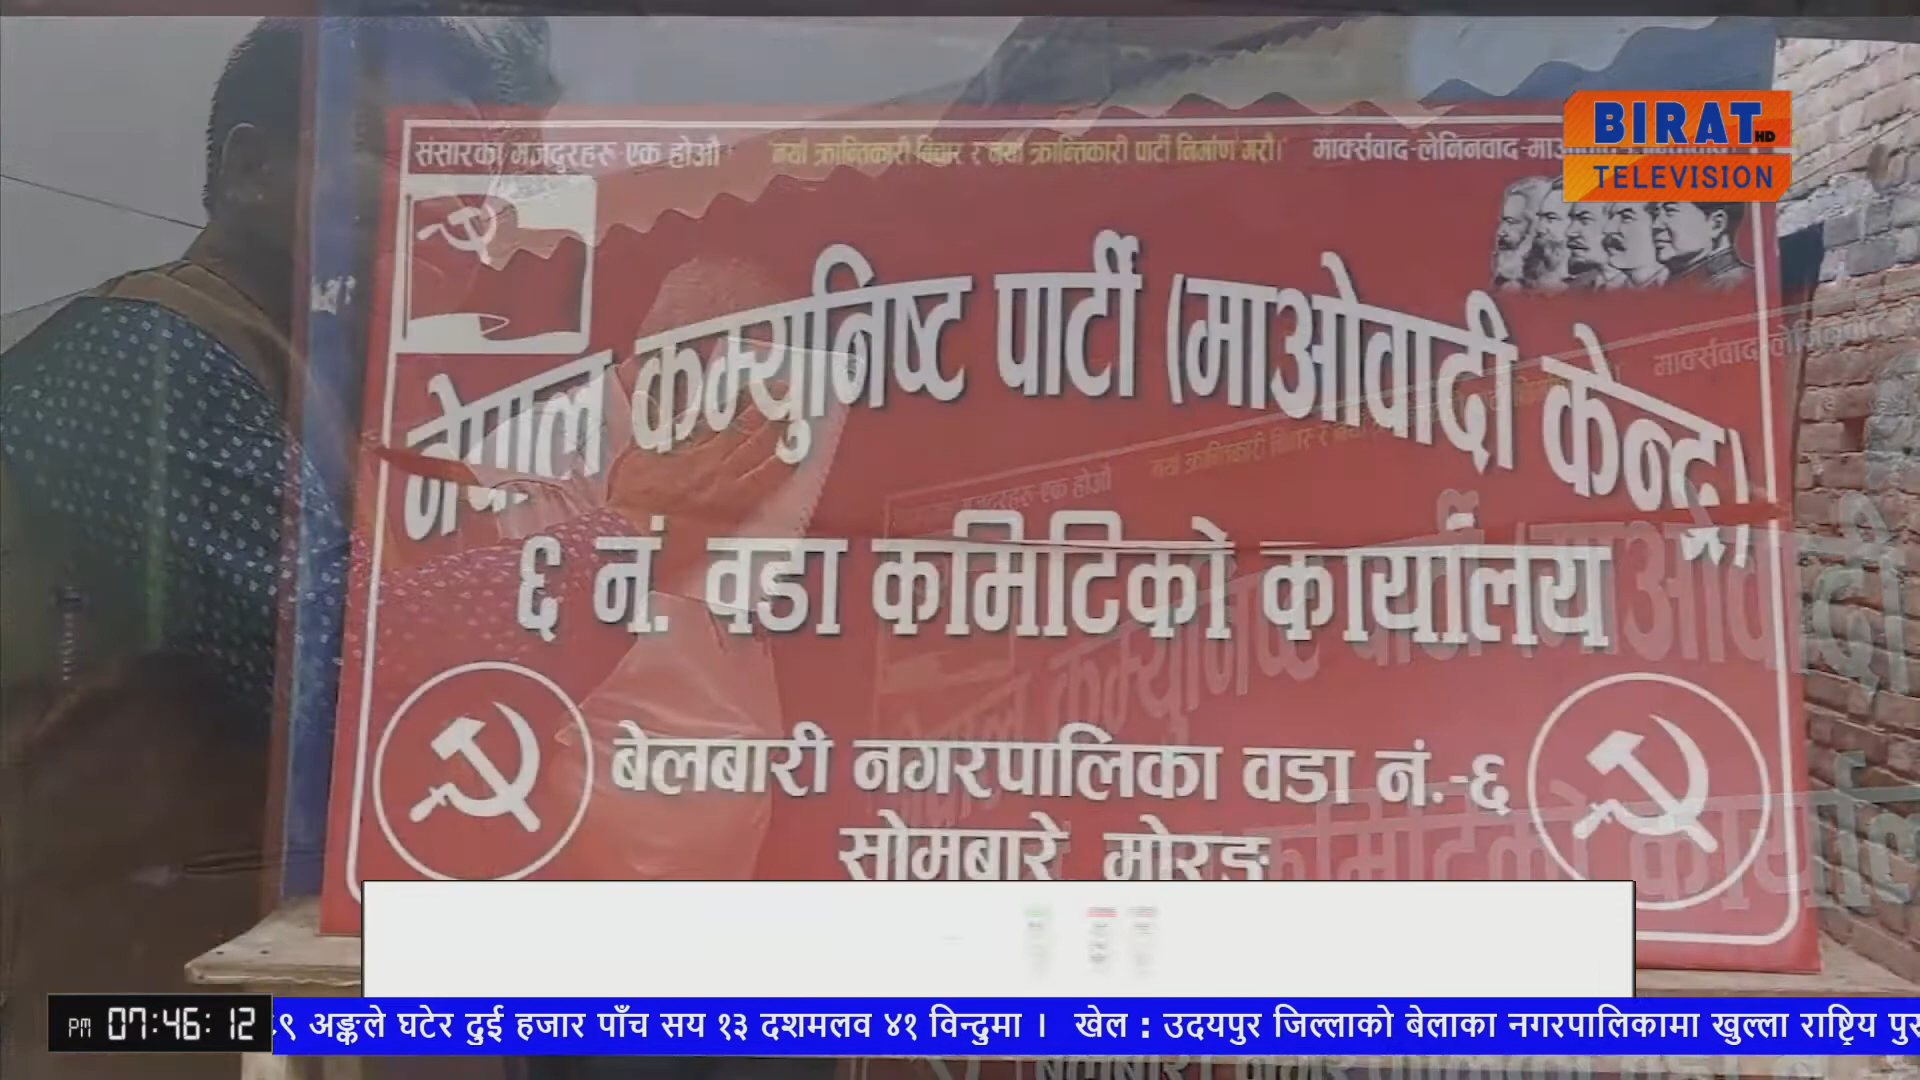 BIRAT HD
TELEVISION
संसारका मजदुरहरु एक होऔ
नयाँ क्रान्तिकारी विचार र नयाँ क्रान्तिकारी पार्टी निर्माण गरौं।
मार्क्सवाद-लेनिनवाद
नेपाल कम्युनिष्ट पार्टी (माओवादी केन्द्र)
६ नं. वडा कमिटिको कार्यालय
बेलबारी नगरपालिका वडा नं.-६
सोमबारे, मोरङ
PM 07:46:12
९ अङ्कले घटेर दुई हजार पाँच सय १३ दशमलव ४१ विन्दुमा । खेल : उदयपुर जिल्लाको बेलाका नगरपालिकामा खुल्ला राष्ट्रिय